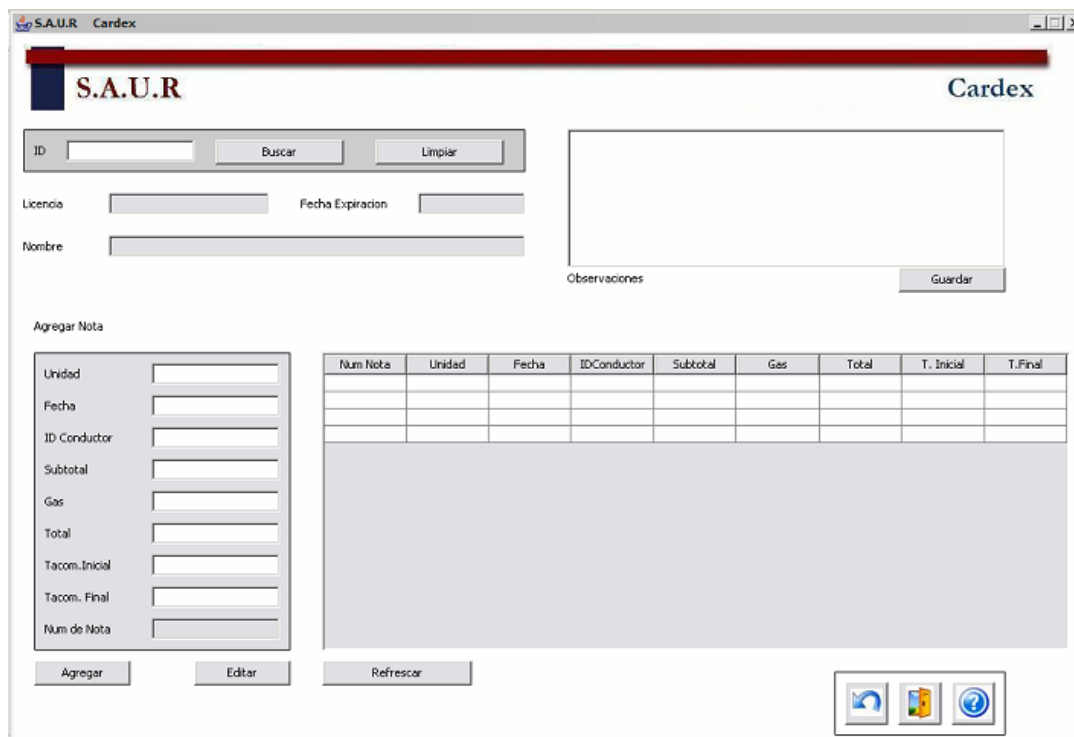 S.A.U.R Cardex
S.A.U.R
Cardex
ID
Buscar
Limpiar
Licencia
Fecha Expiracion
Nombre
Observaciones
Guardar
Agregar Nota
Unidad
Fecha
ID Conductor
Subtotal
Gas
Total
Tacom.Inicial
Tacom. Final
Num de Nota
Agregar
Editar
Num Nota Unidad Fecha IDConductor Subtotal Gas Total T. Inicial T.Final
Refrescar